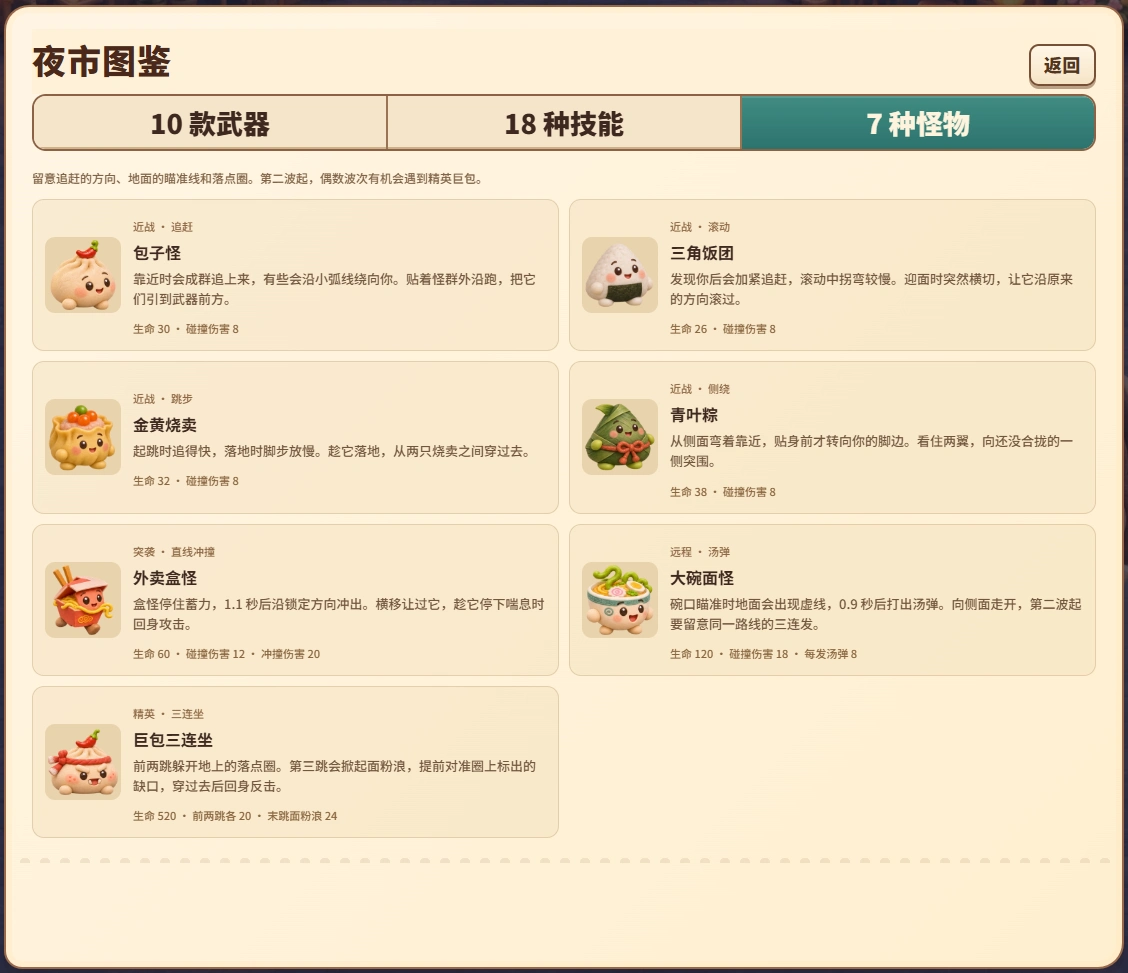 夜市图鉴
返回
10 款武器
18 种技能
7 种怪物
留意追赶的方向、地面的瞄准线和落点圈。第二波起，偶数波次有机会遇到精英巨包。
近战 · 追赶
包子怪
靠近时会成群追上来，有些会沿小弧线绕向你。贴着怪群外沿跑，把它
们引到武器前方。
生命 30 · 碰撞伤害 8
近战 · 滚动
三角饭团
发现你后会加紧追赶，滚动中拐弯较慢。迎面时突然横切，让它沿原来
的方向滚过。
生命 26 · 碰撞伤害 8
近战 · 跳步
金黄烧卖
起跳时追得快，落地时脚步放慢。趁它落地，从两只烧卖之间穿过去。
生命 32 · 碰撞伤害 8
近战 · 侧绕
青叶粽
从侧面弯着靠近，贴身前才转向你的脚边。看住两翼，向还没合拢的一
侧突围。
生命 38 · 碰撞伤害 8
突袭 · 直线冲撞
外卖盒怪
盒怪停住蓄力，1.1 秒后沿锁定方向冲出。横移让过它，趁它停下喘息时
回身攻击。
生命 60 · 碰撞伤害 12 · 冲撞伤害 20
远程 · 汤弹
大碗面怪
碗口瞄准时地面会出现虚线，0.9 秒后打出汤弹。向侧面走开，第二波起
要留意同一路线的三连发。
生命 120 · 碰撞伤害 18 · 每发汤弹 8
精英 · 三连坐
巨包三连坐
前两跳躲开地上的落点圈。第三跳会掀起面粉浪，提前对准圈上标出的
缺口，穿过去后回身反击。
生命 520 · 前两跳各 20 · 末跳面粉浪 24